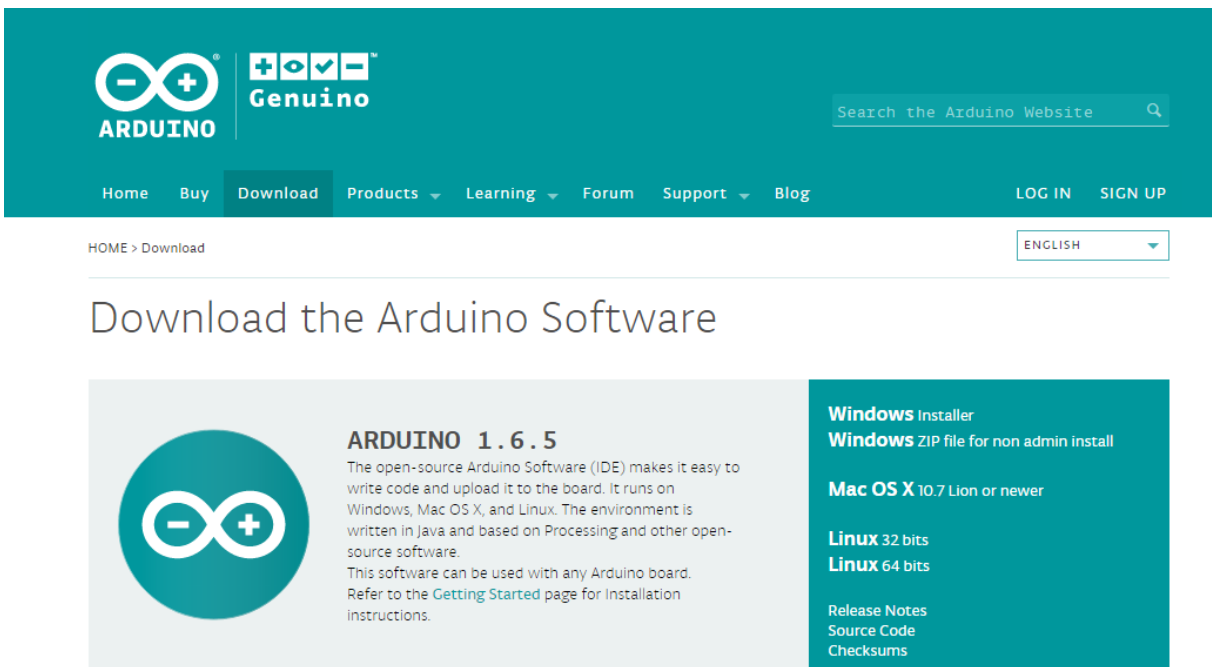 ARDUINO
Genuino
Search the Arduino Website
Home Buy Download Products Learning Forum Support Blog LOG IN SIGN UP
HOME > Download
ENGLISH
Download the Arduino Software
ARDUINO 1.6.5
The open-source Arduino Software (IDE) makes it easy to
write code and upload it to the board. It runs on
Windows, Mac OS X, and Linux. The environment is
written in Java and based on Processing and other open-
source software.
This software can be used with any Arduino board.
Refer to the Getting Started page for Installation
instructions.
Windows Installer
Windows ZIP file for non admin install
Mac OS X 10.7 Lion or newer
Linux 32 bits
Linux 64 bits
Release Notes
Source Code
Checksums